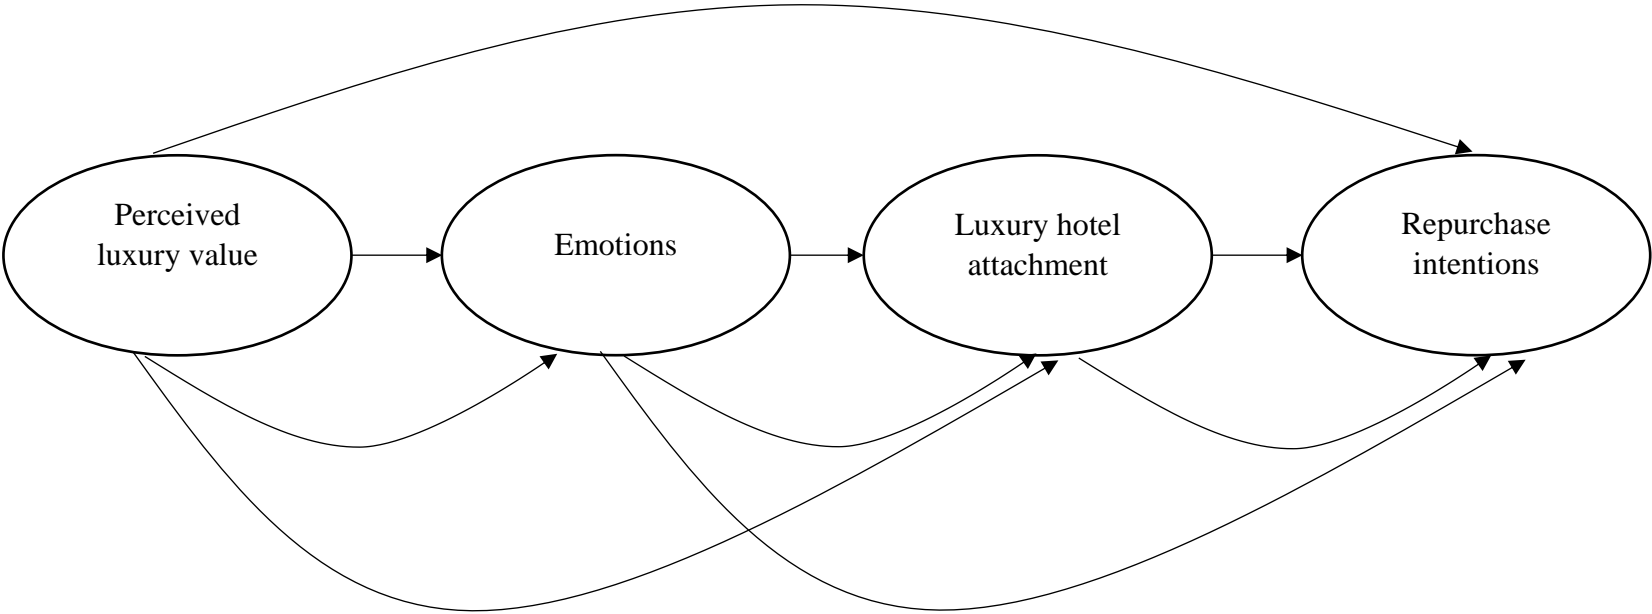 Perceived
luxury value
Emotions
Luxury hotel
attachment
Repurchase
intentions